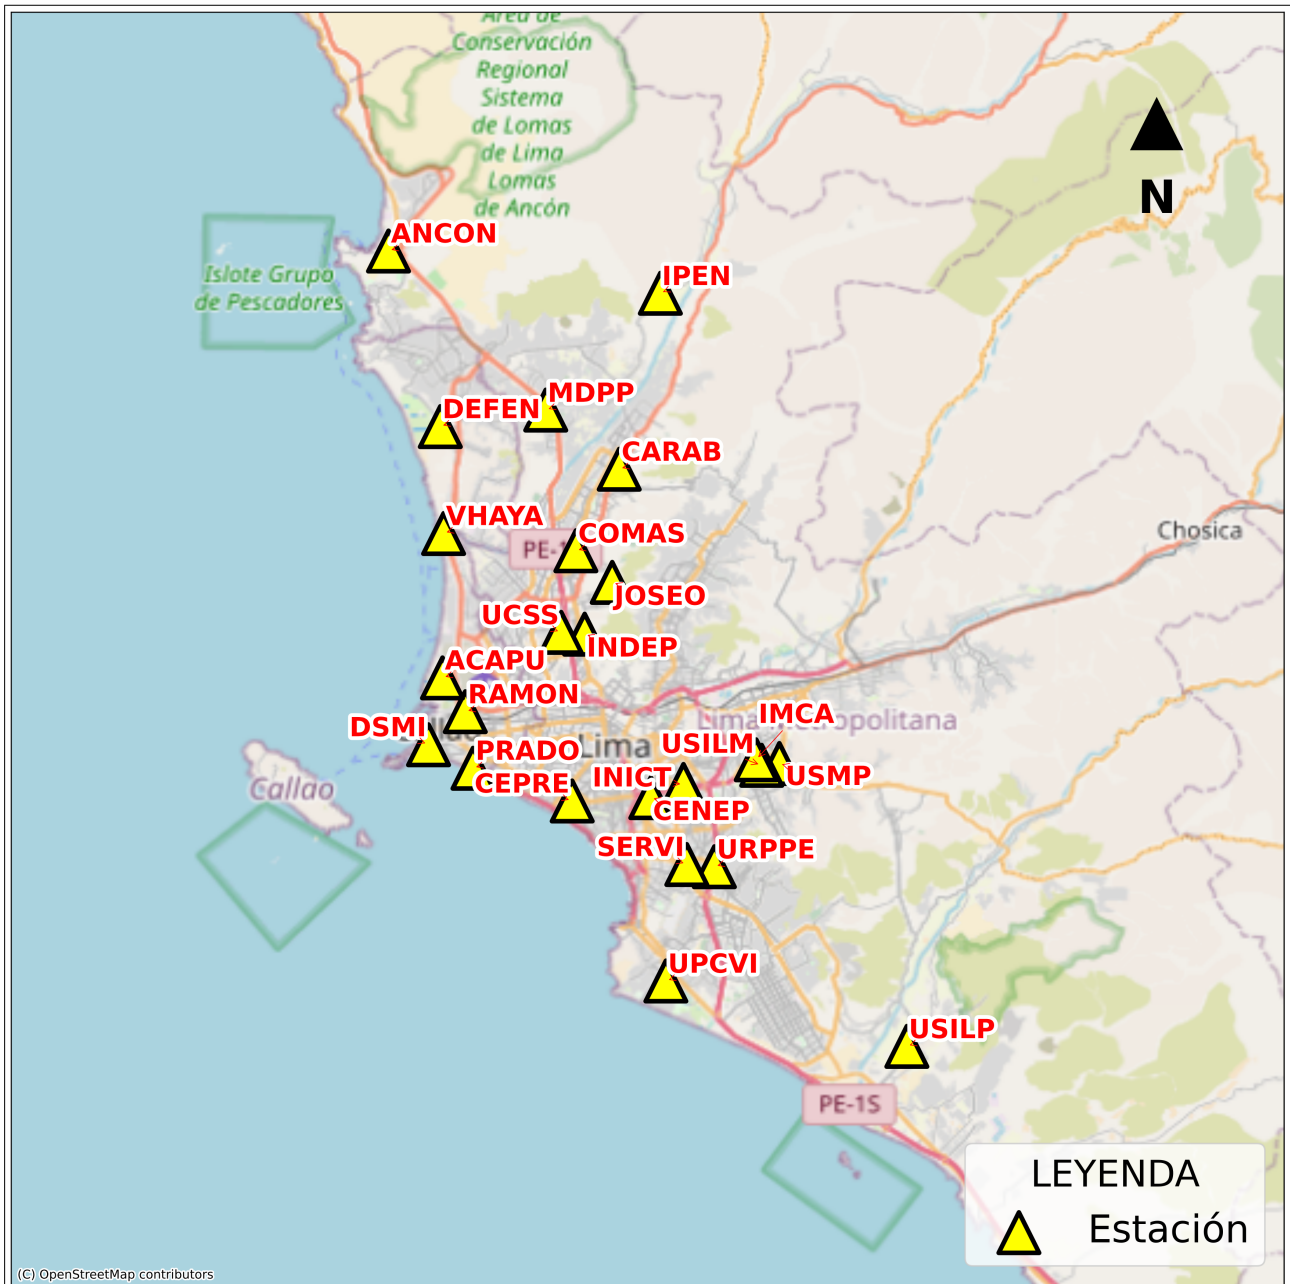 Área de
Conservación
Regional
Sistema
de Lomas
de Lima
Lomas
de Ancón
N
ANCON
Islote Grupo
de Pescadores
IPEN
MDPP
DEFEN
CARAB
VHAYA
PE-1
COMAS
Chosica
JOSEO
UCSS
INDEP
ACAPU
RAMON
DSMI
IMCA
Lima Metropolitana
Lima
USILM
PRADO
USMP
CEPRE
INICT
Callao
CENEP
SERVI
URPPE
UPCVI
USILP
PE-1S
LEYENDA
Estación
(C) OpenStreetMap contributors